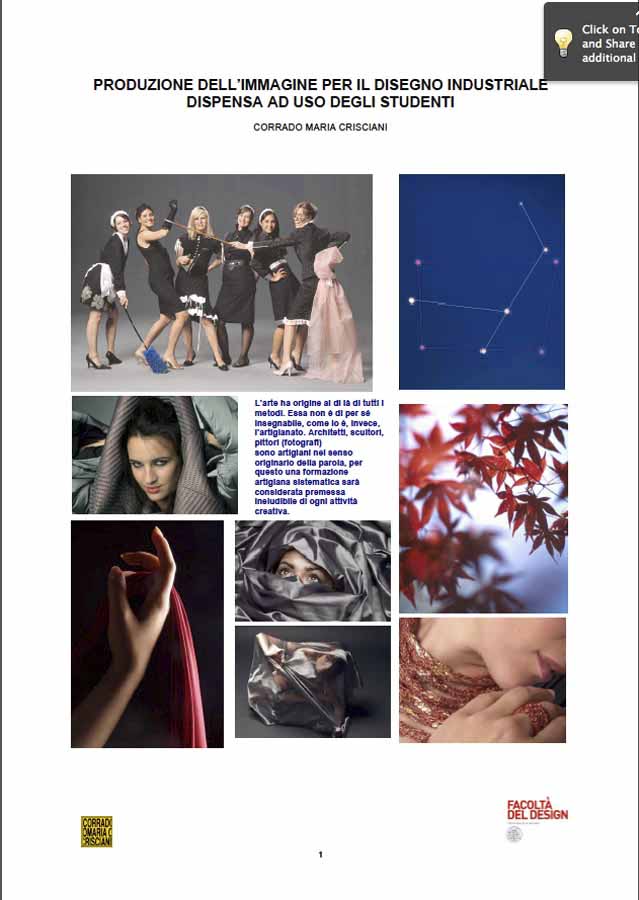 Click on To
and Share
additional
PRODUZIONE DELL'IMMAGINE PER IL DISEGNO INDUSTRIALE
DISPENSA AD USO DEGLI STUDENTI
CORRADO MARIA CRISCIANI
L'arte ha origine al di là di tutti i
metodi. Essa non è di per sé
insegnabile, come lo è, invece,
l'artigianato. Architetti, scultori,
pittori (fotografi)
sono artigiani nel senso
originario della parola, per
questo una formazione
artigiana sistematica sarà
considerata premessa
ineludibile di ogni attività
creativa.
CORRADO
OMARIA C
CRISCIANI
FACOLTÀ
DEL DESIGN
1